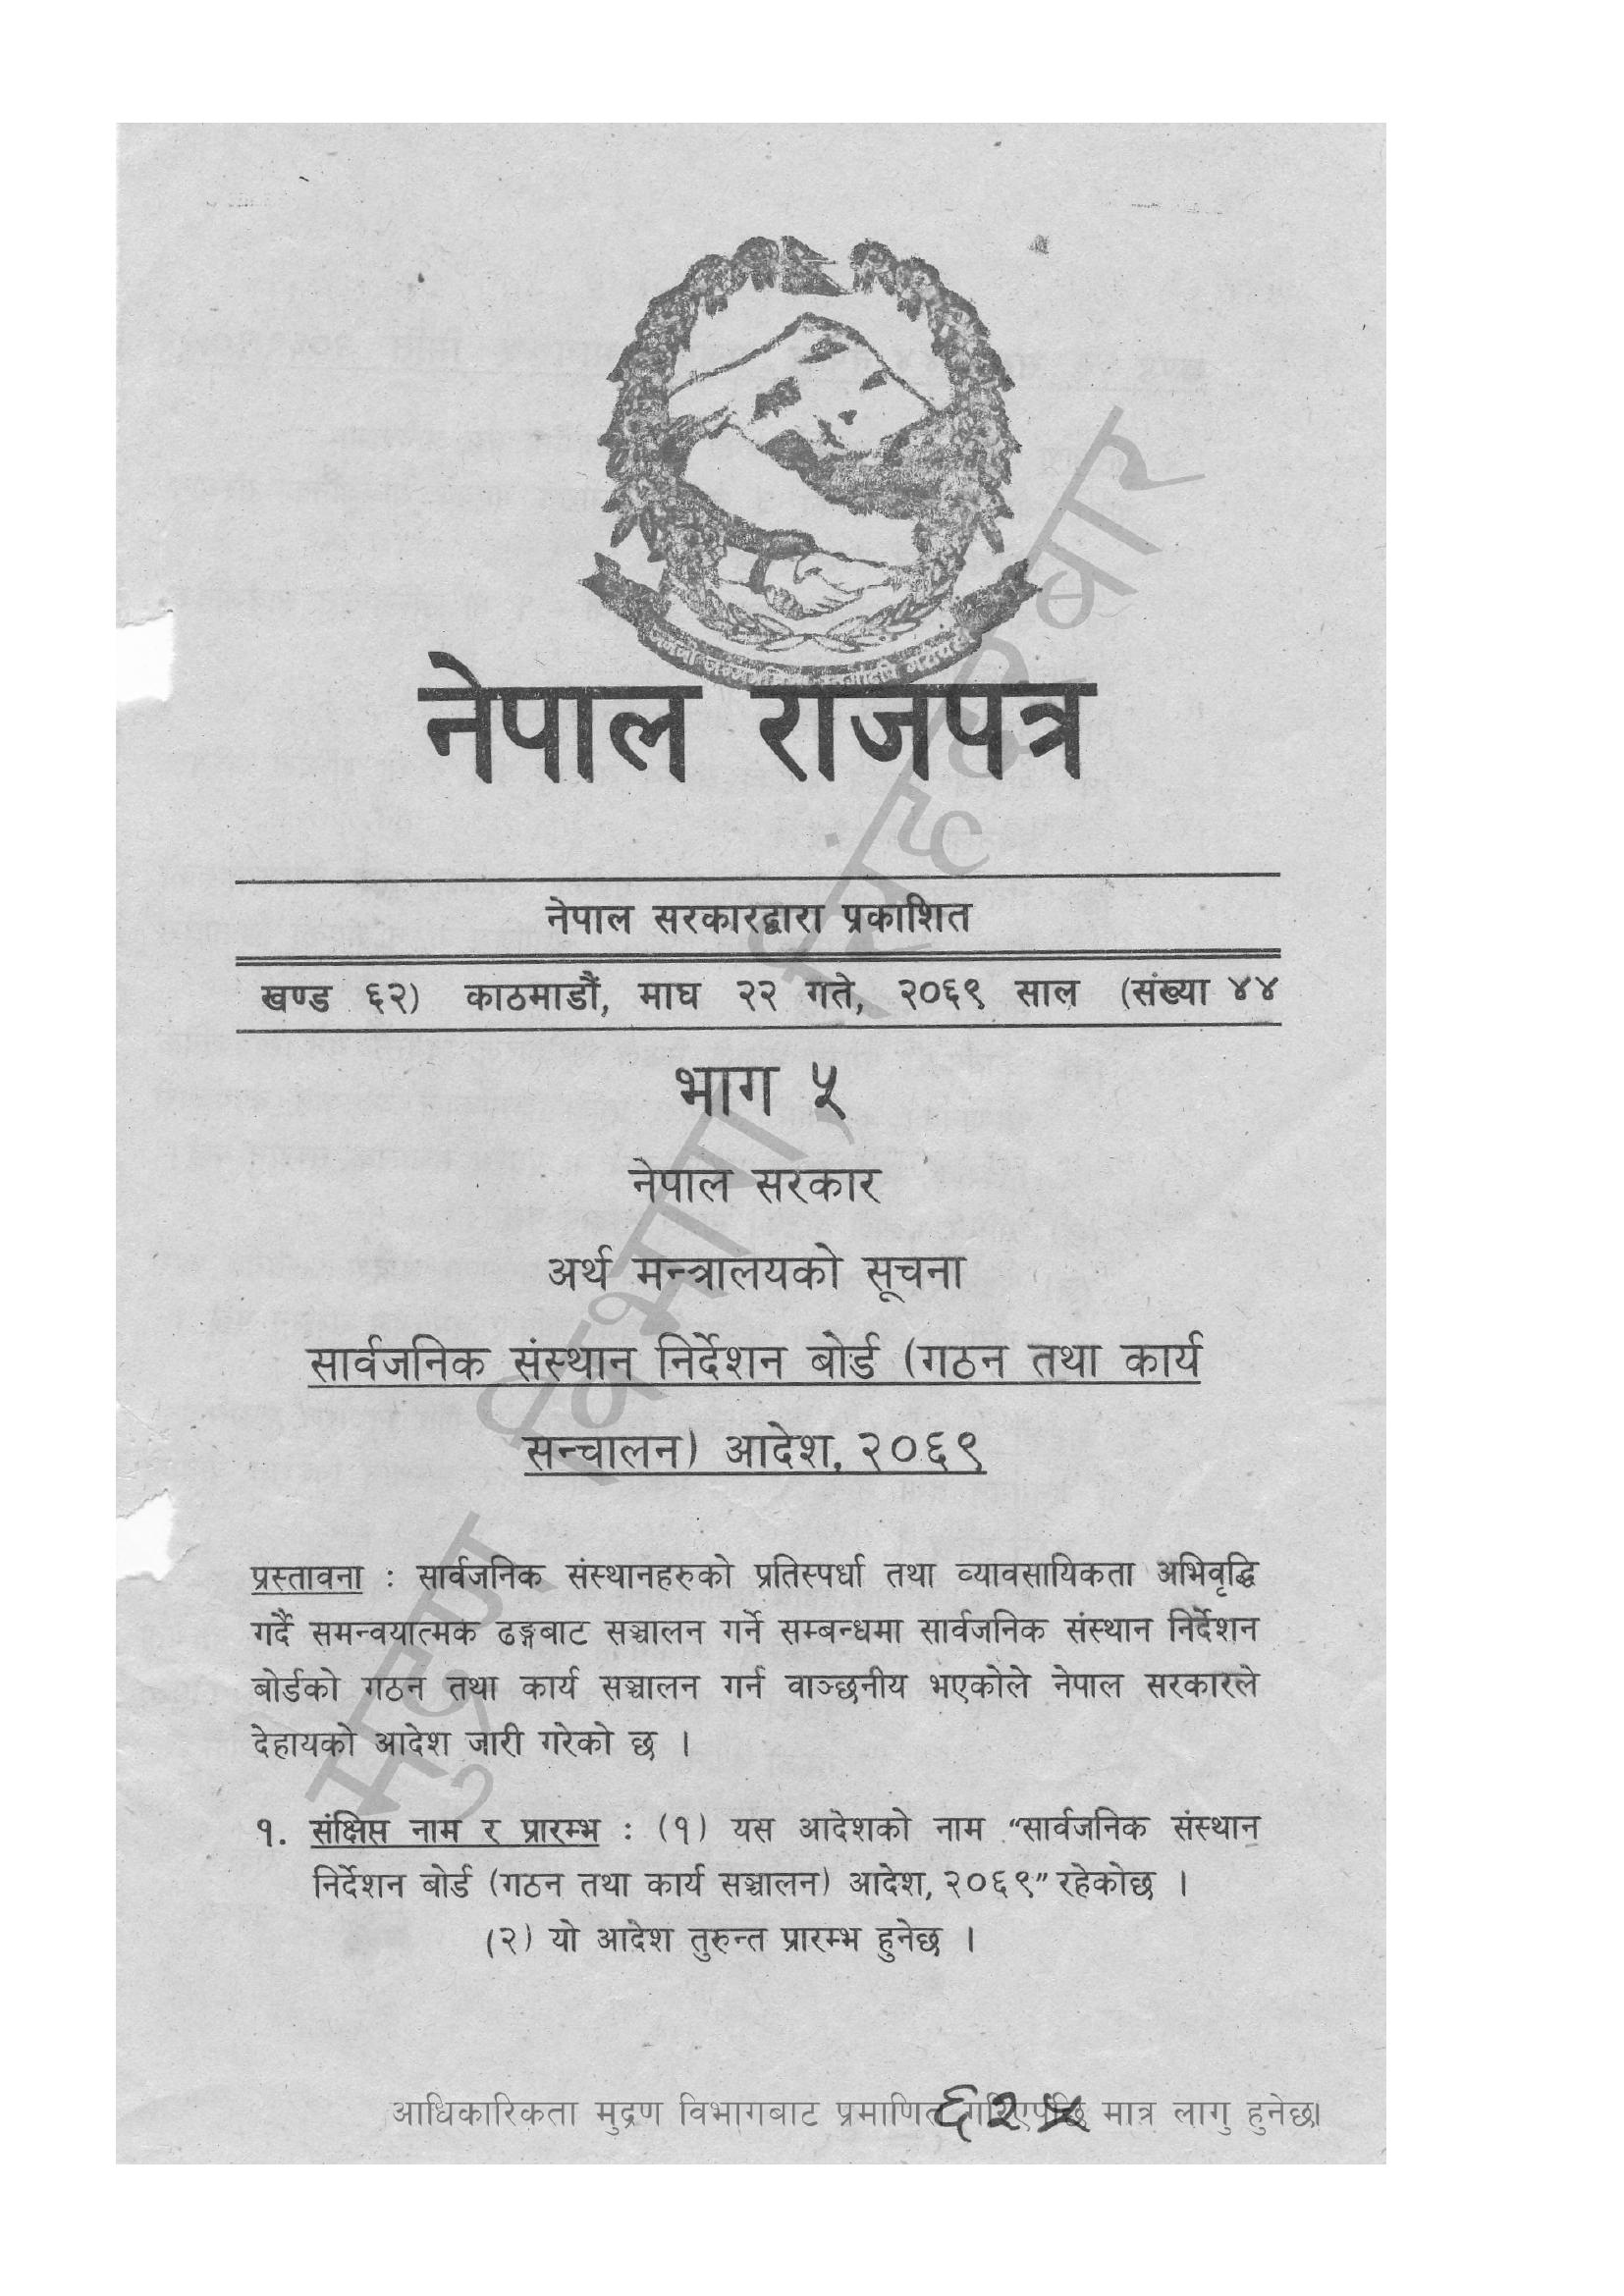 नेपाल राजपत्र
नेपाल सरकारद्वारा प्रकाशित
खण्ड ६२) काठमाडौं, माघ २२ गते, २०६९ साल (संख्या ४४
भाग ५
नेपाल सरकार
अर्थ मन्त्रालयको सूचना
सार्वजनिक संस्थान निर्देशन बोर्ड (गठन तथा कार्य
सन्चालन) आदेश, २०६९
प्रस्तावना : सार्वजनिक संस्थानहरुको प्रतिस्पर्धा तथा व्यावसायिकता अभिवृद्धि
गर्दै समन्वयात्मक ढङ्गबाट सञ्चालन गर्ने सम्बन्धमा सार्वजनिक संस्थान निर्देशन
बोर्डको गठन तथा कार्य सञ्चालन गर्न वाञ्छनीय भएकोले नेपाल सरकारले
देहायको आदेश जारी गरेको छ ।
१. संक्षिप्त नाम र प्रारम्भ : (१) यस आदेशको नाम “सार्वजनिक संस्थान
निर्देशन बोर्ड (गठन तथा कार्य सञ्चालन) आदेश, २०६९” रहेकोछ ।
(२) यो आदेश तुरुन्त प्रारम्भ हुनेछ ।
मुद्रण विभाग, सिंहदरबार
आधिकारिकता मुद्रण विभागबाट प्रमाणित गरिएपछि मात्र लागु हुनेछ।